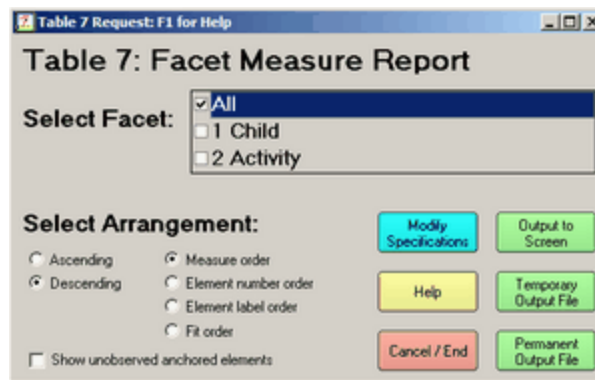 Table 7 Request: F1 for Help
Table 7: Facet Measure Report
Select Facet:
All
1 Child
2 Activity
Select Arrangement:
Ascending
Descending
Measure order
Element number order
Element label order
Fit order
Show unobserved anchored elements
Modify
Specifications
Output to
Screen
Help
Temporary
Output File
Cancel / End
Permanent
Output File